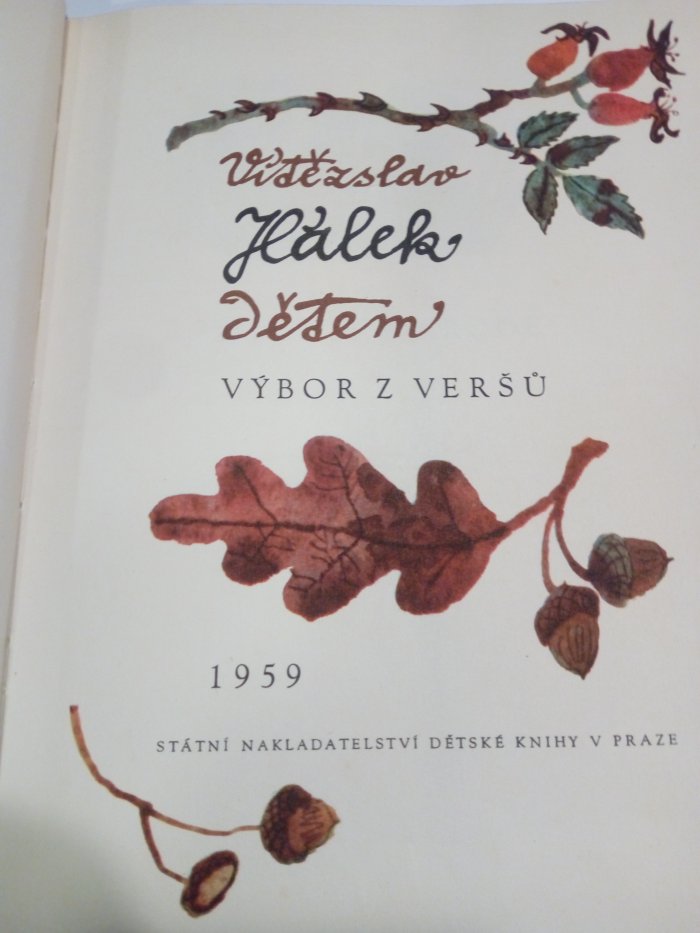 Vítězslav
Hálek
dětem
VÝBOR Z VERŠŮ
1959
STÁTNÍ NAKLADATELSTVÍ DĚTSKÉ KNIHY V PRAZE